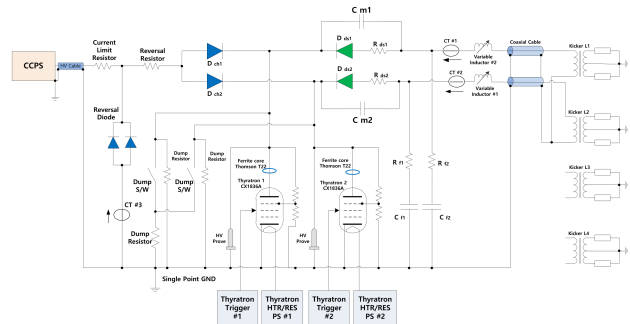 C m1
Current
Limit
Resistor
Reversal
Resistor
D ch1
D ds1
R ds1
CT #1
Variable
Inductor #2
Coaxial Cable
Kicker L1
CCPS
HV Cable
D ch2
D ds2
R ds2
CT #2
Variable
Inductor #1
C m2
Reversal
Diode
Kicker L2
Dump
Resistor
Dump
Resistor
Ferrite core
Thomson T22
Thyratron 1
CX1836A
Ferrite core
Thomson T22
Thyratron 2
CX1836A
R f1
R f2
Kicker L3
Dump
S/W
Dump
S/W
CT #3
C f1
C f2
Dump
Resistor
HV
Prove
HV
Prove
Kicker L4
Single Point GND
Thyratron
Trigger
#1
Thyratron
HTR/RES
PS #1
Thyratron
Trigger
#2
Thyratron
HTR/RES
PS #2